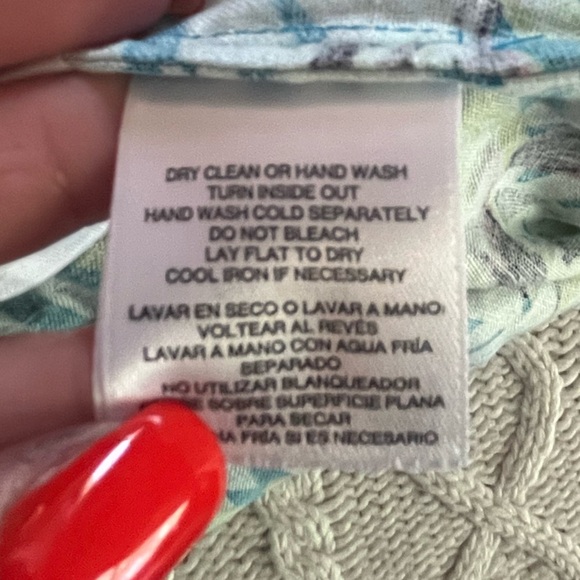 DRY CLEAN OR HAND WASH
TURN INSIDE OUT
HAND WASH COLD SEPARATELY
DO NOT BLEACH
LAY FLAT TO DRY
COOL IRON IF NECESSARY
LAVAR EN SECO O LAVAR A MANO
VOLTEAR AL REVÉS
LAVAR A MANO CON AGUA FRÍA
SEPARADO
NO UTILIZAR BLANQUEADOR
SOBRE SUPERFICIE PLANA
PARA SECAR
FRIA SI ES NECESARIO